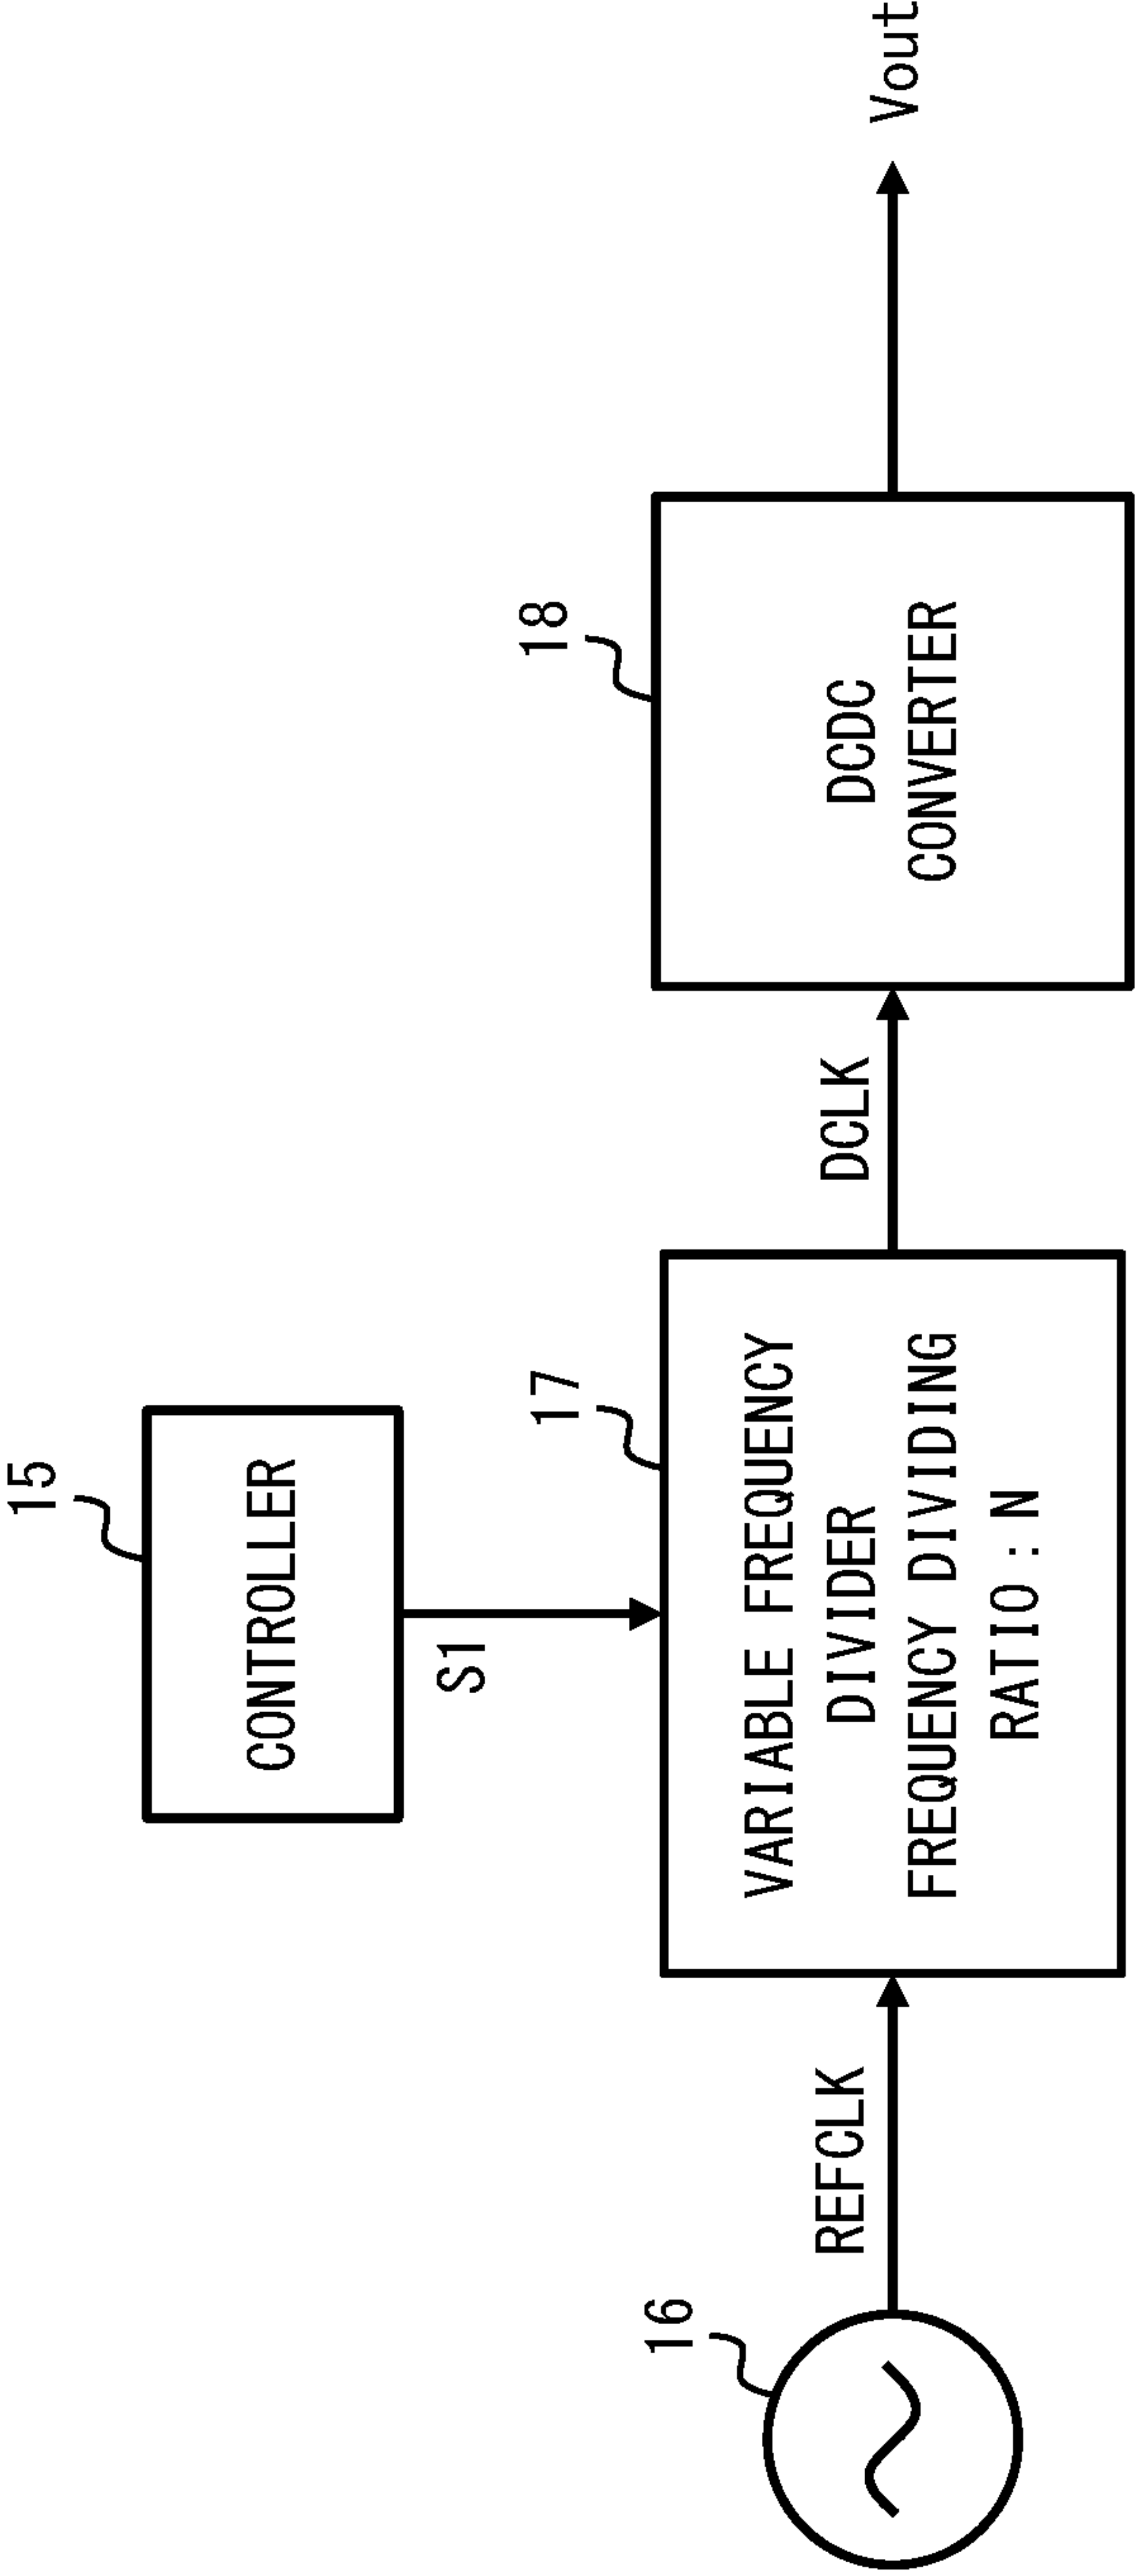 15
CONTROLLER
S1
16
REFCLK
17
VARIABLE FREQUENCY
DIVIDER
FREQUENCY DIVIDING
RATIO:N
DCLK
18
DCDC
CONVERTER
Vout